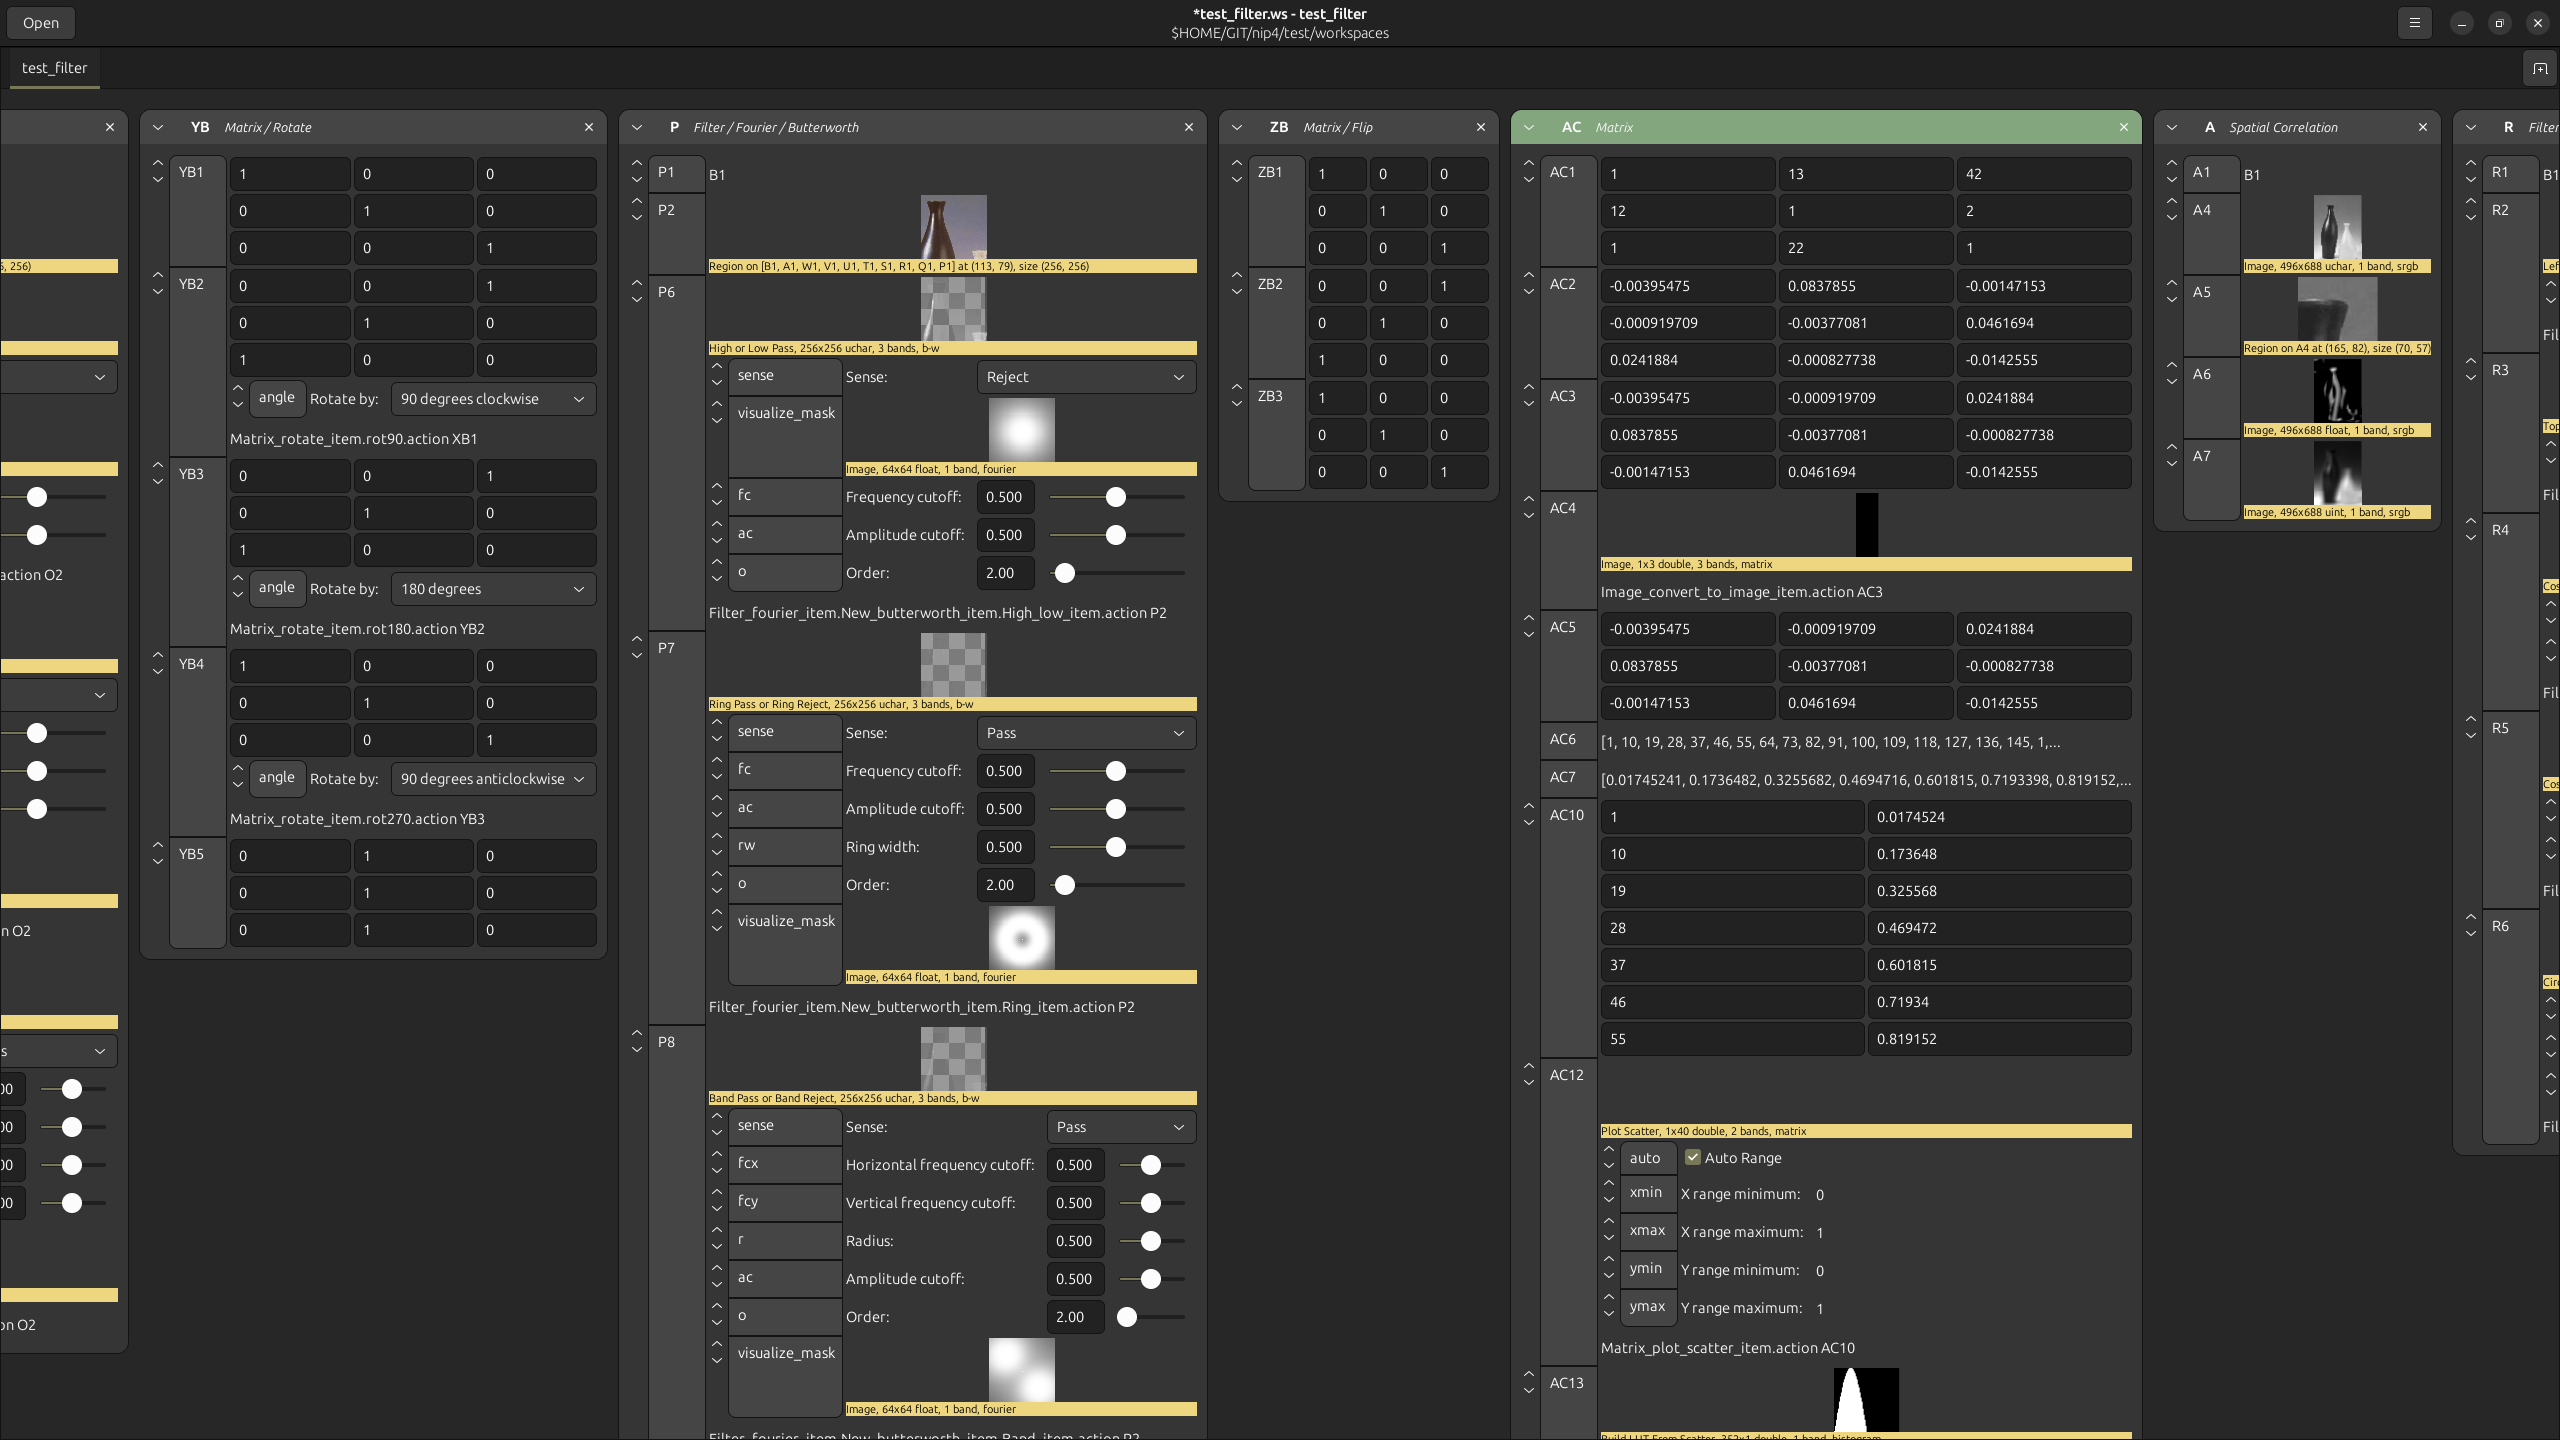 Open
*test_filter.ws - test_filter
$HOME/GIT/nip4/test/workspaces
test_filter
5, 256)
action O2
n O2
s
00
00
00
00
on O2
YB Matrix / Rotate
YB1 1 0 0
0 1 0
0 0 1
YB2 0 0 1
0 1 0
1 0 0
angle Rotate by: 90 degrees clockwise
Matrix_rotate_item.rot90.action XB1
YB3 0 0 1
0 1 0
1 0 0
angle Rotate by: 180 degrees
Matrix_rotate_item.rot180.action YB2
YB4 1 0 0
0 1 0
0 0 1
angle Rotate by: 90 degrees anticlockwise
Matrix_rotate_item.rot270.action YB3
YB5 0 1 0
0 1 0
0 1 0
P Filter / Fourier / Butterworth
P1 B1
P2
Region on [B1, A1, W1, V1, U1, T1, S1, R1, Q1, P1] at (113, 79), size (256, 256)
P6
High or Low Pass, 256x256 uchar, 3 bands, b-w
sense Sense: Reject
visualize_mask
Image, 64x64 float, 1 band, fourier
fc Frequency cutoff: 0.500
ac Amplitude cutoff: 0.500
o Order: 2.00
Filter_fourier_item.New_butterworth_item.High_low_item.action P2
P7
Ring Pass or Ring Reject, 256x256 uchar, 3 bands, b-w
sense Sense: Pass
fc Frequency cutoff: 0.500
ac Amplitude cutoff: 0.500
rw Ring width: 0.500
o Order: 2.00
visualize_mask
Image, 64x64 float, 1 band, fourier
Filter_fourier_item.New_butterworth_item.Ring_item.action P2
P8
Band Pass or Band Reject, 256x256 uchar, 3 bands, b-w
sense Sense: Pass
fcx Horizontal frequency cutoff: 0.500
fcy Vertical frequency cutoff: 0.500
r Radius: 0.500
ac Amplitude cutoff: 0.500
o Order: 2.00
visualize_mask
Image, 64x64 float, 1 band, fourier
Filter_fourier_item.New_butterworth_item.Band_item.action P2
ZB Matrix / Flip
ZB1 1 0 0
0 1 0
0 0 1
ZB2 0 0 1
0 1 0
1 0 0
ZB3 1 0 0
0 1 0
0 0 1
AC Matrix
AC1 1 13 42
12 1 2
1 22 1
AC2 -0.00395475 0.0837855 -0.00147153
-0.000919709 -0.00377081 0.0461694
0.0241884 -0.000827738 -0.0142555
AC3 -0.00395475 -0.000919709 0.0241884
0.0837855 -0.00377081 -0.000827738
-0.00147153 0.0461694 -0.0142555
AC4
Image, 1x3 double, 3 bands, matrix
Image_convert_to_image_item.action AC3
AC5 -0.00395475 -0.000919709 0.0241884
0.0837855 -0.00377081 -0.000827738
-0.00147153 0.0461694 -0.0142555
AC6 [1, 10, 19, 28, 37, 46, 55, 64, 73, 82, 91, 100, 109, 118, 127, 136, 145, 1,...
AC7 [0.01745241, 0.1736482, 0.3255682, 0.4694716, 0.601815, 0.7193398, 0.819152,...
AC10 1 0.0174524
10 0.173648
19 0.325568
28 0.469472
37 0.601815
46 0.71934
55 0.819152
AC12
Plot Scatter, 1x40 double, 2 bands, matrix
auto Auto Range
xmin X range minimum: 0
xmax X range maximum: 1
ymin Y range minimum: 0
ymax Y range maximum: 1
Matrix_plot_scatter_item.action AC10
AC13
Build LUT From Scatter, 352x1 double, 1 band, histogram
A Spatial Correlation
A1 B1
A4
Image, 496x688 uchar, 1 band, srgb
A5
Region on A4 at (165, 82), size (70, 57)
A6
Image, 496x688 float, 1 band, srgb
A7
Image, 496x688 uint, 1 band, srgb
R Filter
R1 B1
R2
Lef
Fil
R3
Top
Fil
R4
Cos
Fil
R5
Cos
Fil
R6
Circ
Fil